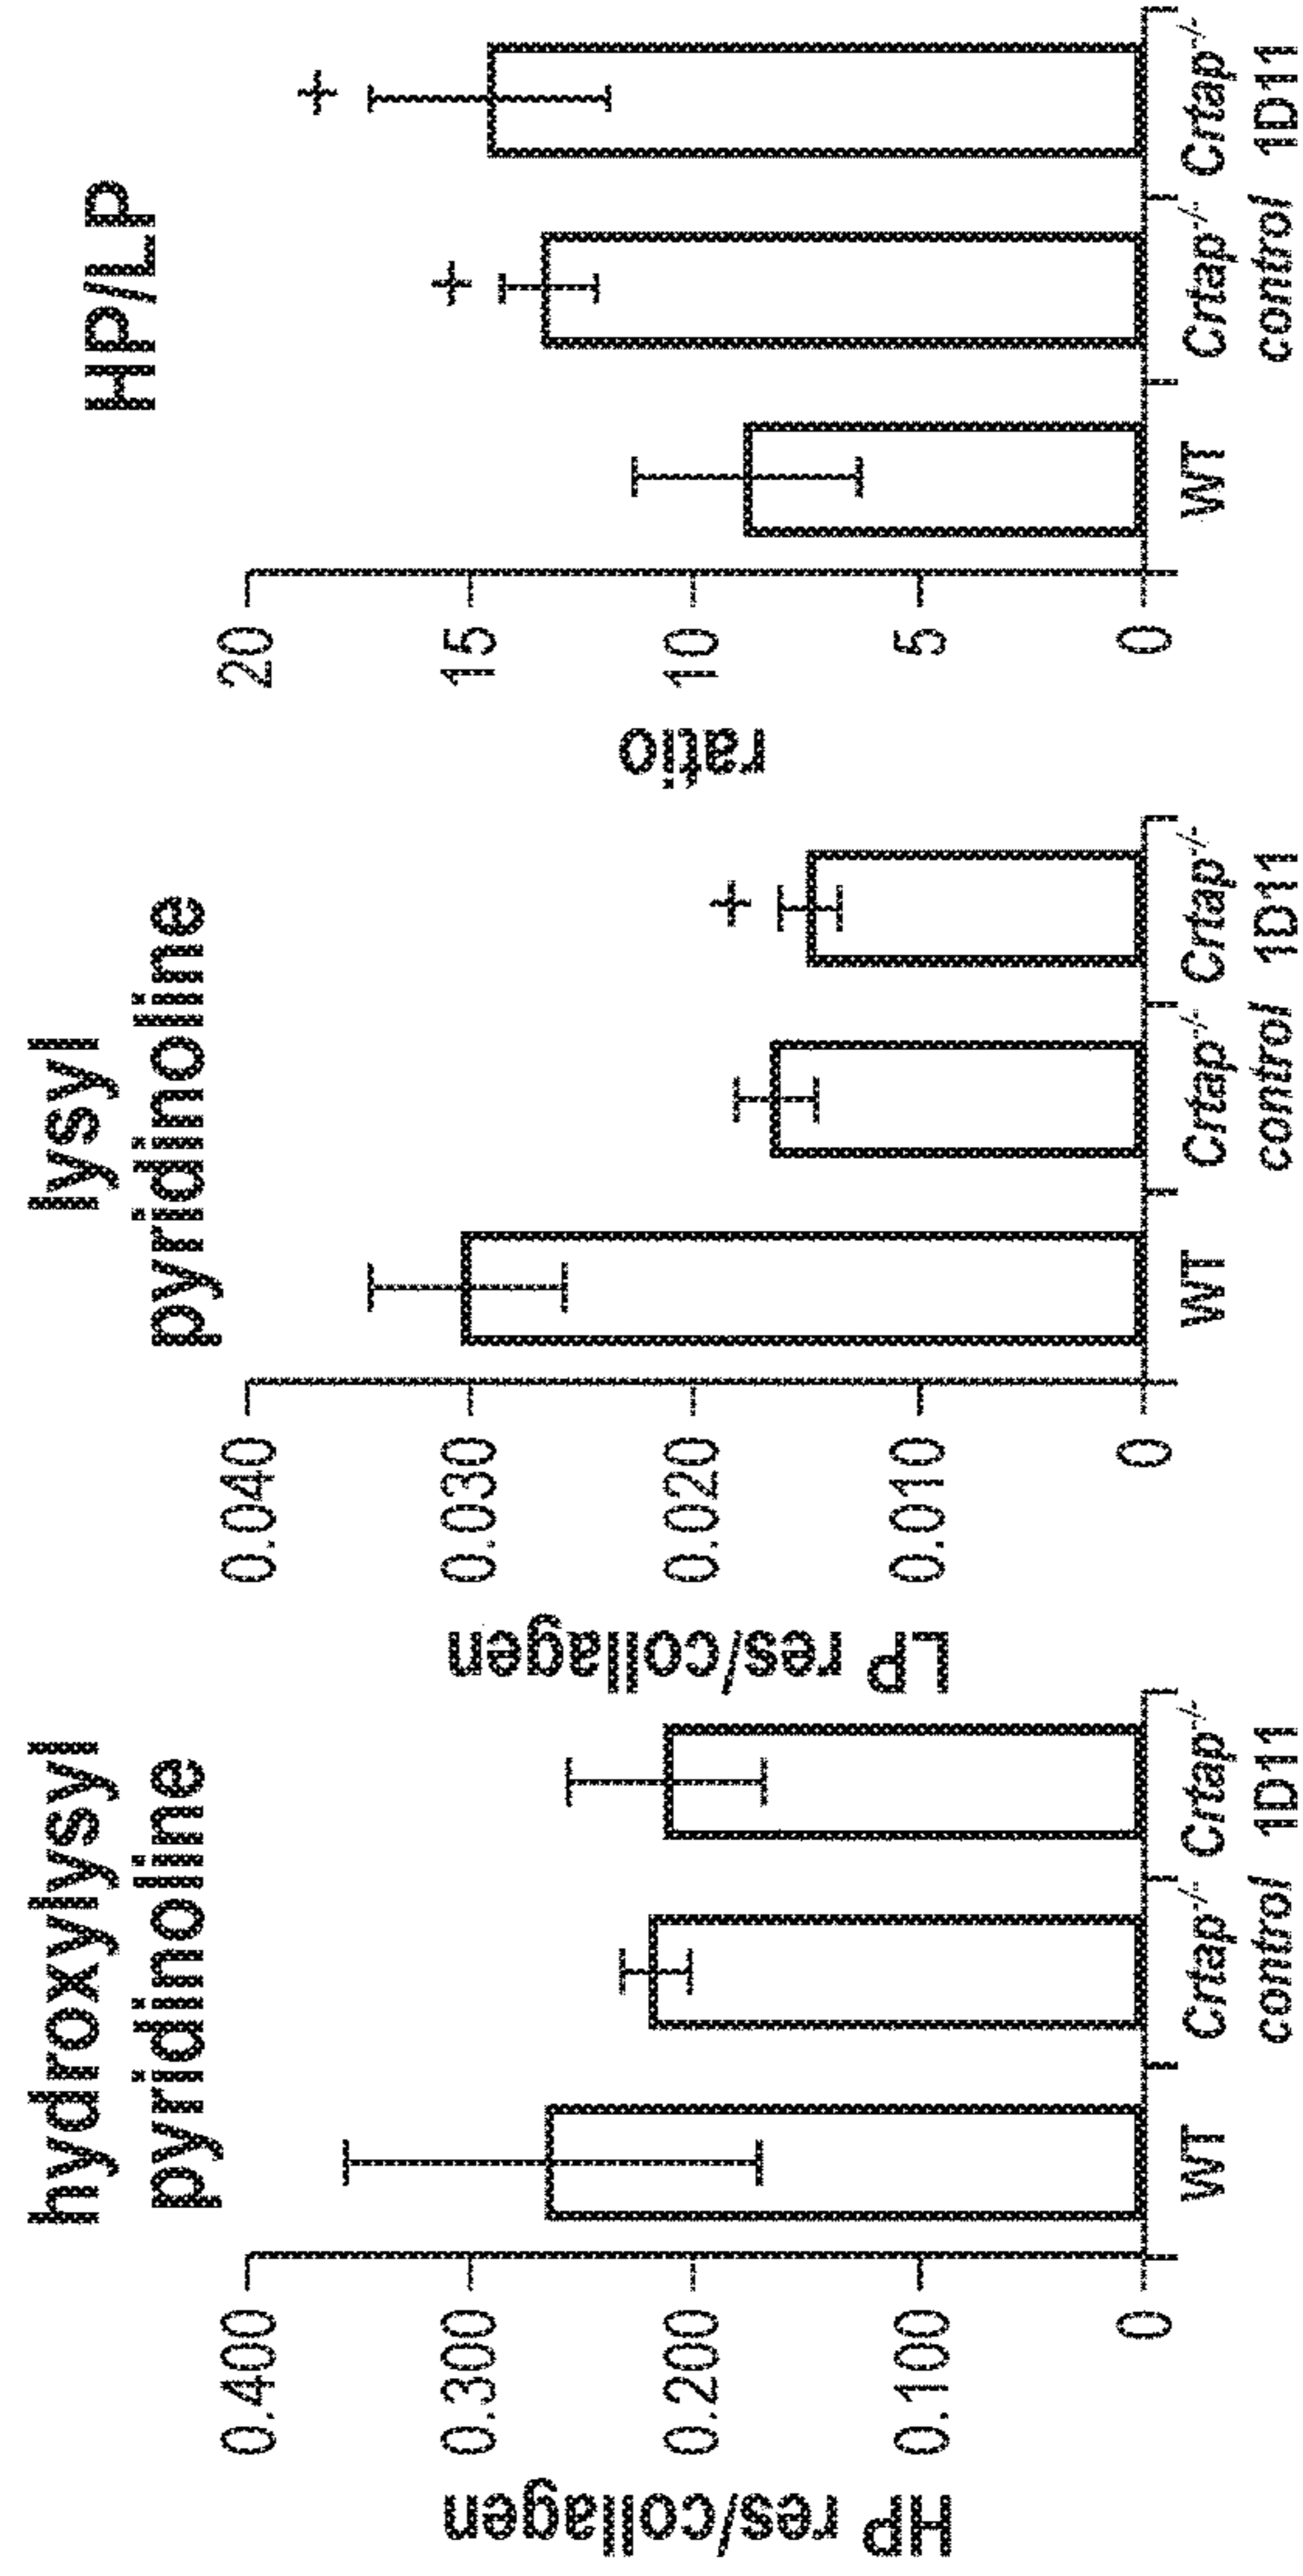 hydroxylysyl
pyridinoline
HP res/collagen
0.400
0.300
0.200
0.100
0
WT
Crtap-/-
control
Crtap-/-
1D11
lysyl
pyridinoline
LP res/collagen
0.040
0.030
0.020
0.010
0
WT
Crtap-/-
control
+
Crtap-/-
1D11
HP/LP
ratio
20
15
10
5
0
WT
+
Crtap-/-
control
+
Crtap-/-
1D11